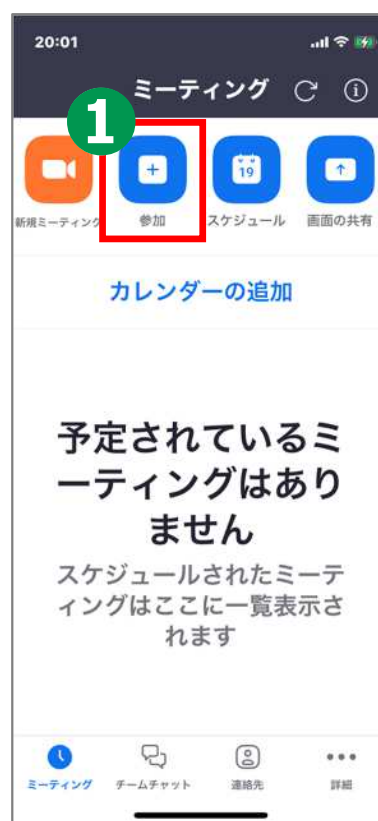 20:01
ミーティング
1
19
新規ミーティング
参加
スケジュール
画面の共有
カレンダーの追加
予定されているミ
ーティングはあり
ません
スケジュールされたミーテ
ィングはここに一覧表示さ
れます
ミーティング
チームチャット
連絡先
詳細